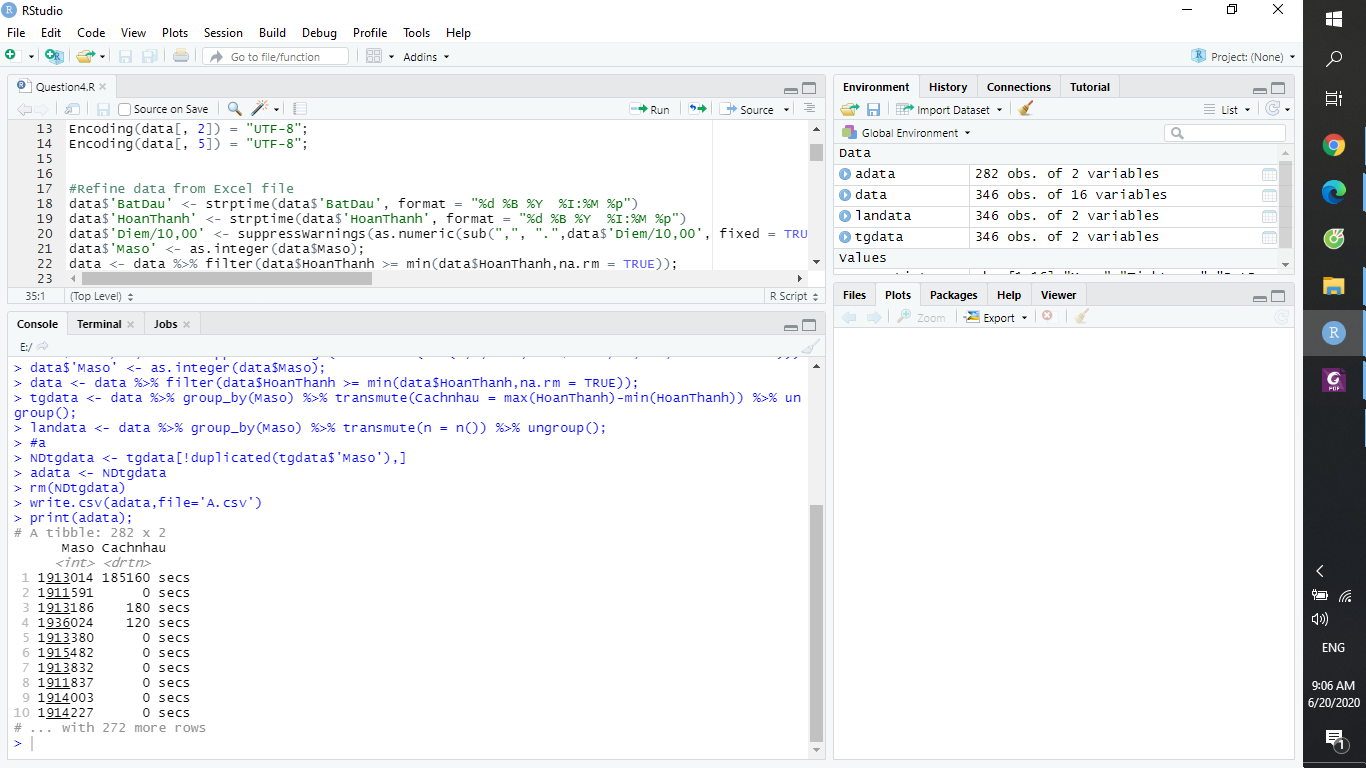 RStudio
File Edit Code View Plots Session Build Debug Profile Tools Help
Go to file/function Addins Project: (None)
Question4.R
Source on Save Run Source
13 Encoding(data[, 2]) = "UTF-8";
14 Encoding(data[, 5]) = "UTF-8";
15
16
17 #Refine data from Excel file
18 data$'BatDau' <- strptime(data$'BatDau', format = "%d %B %Y  %I:%M %p")
19 data$'HoanThanh' <- strptime(data$'HoanThanh', format = "%d %B %Y  %I:%M %p")
20 data$'Diem/10,00' <- suppressWarnings(as.numeric(sub(",", ".",data$'Diem/10,00', fixed = TRU
21 data$'Maso' <- as.integer(data$Maso);
22 data <- data %>% filter(data$HoanThanh >= min(data$HoanThanh,na.rm = TRUE));
23
35:1 (Top Level) R Script
Console Terminal Jobs
E:/
> data$'Maso' <- as.integer(data$Maso);
> data <- data %>% filter(data$HoanThanh >= min(data$HoanThanh,na.rm = TRUE));
> tgdata <- data %>% group_by(Maso) %>% transmute(Cachnhau = max(HoanThanh)-min(HoanThanh)) %>% un
group();
> landata <- data %>% group_by(Maso) %>% transmute(n = n()) %>% ungroup();
> #a
> NDtgdata <- tgdata[!duplicated(tgdata$'Maso'),]
> adata <- NDtgdata
> rm(NDtgdata)
> write.csv(adata,file='A.csv')
> print(adata);
# A tibble: 282 x 2
Maso Cachnhau
<int> <drtn>
1 1913014 185160 secs
2 1911591 0 secs
3 1913186 180 secs
4 1936024 120 secs
5 1913380 0 secs
6 1915482 0 secs
7 1913832 0 secs
8 1911837 0 secs
9 1914003 0 secs
10 1914227 0 secs
# ... with 272 more rows
>
Environment History Connections Tutorial
Import Dataset List
Global Environment
Data
adata 282 obs. of 2 variables
data 346 obs. of 16 variables
landata 346 obs. of 2 variables
tgdata 346 obs. of 2 variables
Values
Files Plots Packages Help Viewer
Zoom Export
R
PDF
ENG
9:06 AM
6/20/2020
1